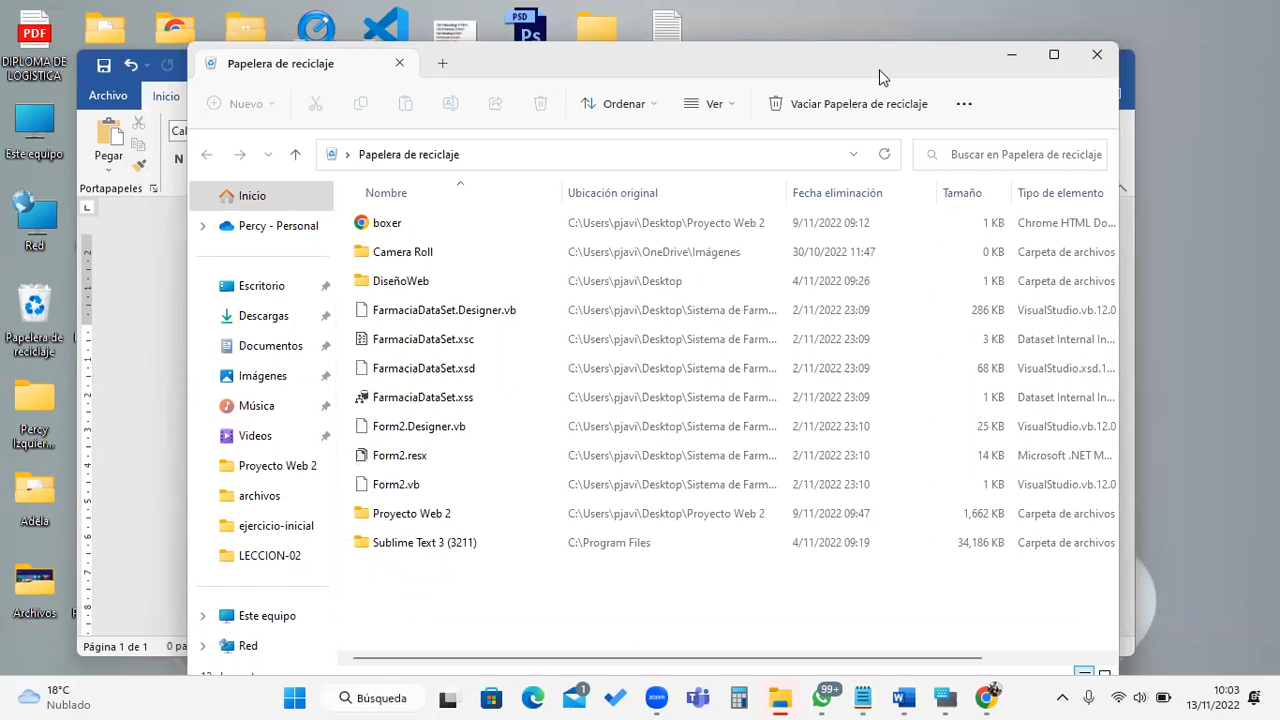 PDF
DIPLOMA DE
LOGÍSTICA
PSD
Ps
Este equipo
Red
Papelera de
reciclaje
Percy
Izquier...
Adela
Archivos
Archivo
Inicio
Cal
Pegar
N
Portapapeles
Página 1 de 1
0 pa
Papelera de reciclaje
Nuevo
Ordenar
Ver
Vaciar Papelera de reciclaje
Papelera de reciclaje
Buscar en Papelera de reciclaje
Inicio
Percy - Personal
Escritorio
Descargas
Documentos
Imágenes
Música
Videos
Proyecto Web 2
archivos
ejercicio-inicial
LECCION-02
Este equipo
Red
Nombre Ubicación original Fecha eliminación Tamaño Tipo de elemento
boxer C:\Users\pjavi\Desktop\Proyecto Web 2 9/11/2022 09:12 1 KB Chrome HTML Do...
Camera Roll C:\Users\pjavi\OneDrive\Imágenes 30/10/2022 11:47 0 KB Carpeta de archivos
DiseñoWeb C:\Users\pjavi\Desktop 4/11/2022 09:26 1 KB Carpeta de archivos
FarmaciaDataSet.Designer.vb C:\Users\pjavi\Desktop\Sistema de Farm... 2/11/2022 23:09 286 KB VisualStudio.vb.12.0
FarmaciaDataSet.xsc C:\Users\pjavi\Desktop\Sistema de Farm... 2/11/2022 23:09 3 KB Dataset Internal In...
FarmaciaDataSet.xsd C:\Users\pjavi\Desktop\Sistema de Farm... 2/11/2022 23:09 68 KB VisualStudio.xsd.1...
FarmaciaDataSet.xss C:\Users\pjavi\Desktop\Sistema de Farm... 2/11/2022 23:09 1 KB Dataset Internal In...
Form2.Designer.vb C:\Users\pjavi\Desktop\Sistema de Farm... 2/11/2022 23:10 25 KB VisualStudio.vb.12.0
Form2.resx C:\Users\pjavi\Desktop\Sistema de Farm... 2/11/2022 23:10 14 KB Microsoft .NET M...
Form2.vb C:\Users\pjavi\Desktop\Sistema de Farm... 2/11/2022 23:10 1 KB VisualStudio.vb.12.0
Proyecto Web 2 C:\Users\pjavi\Desktop\Proyecto Web 2 9/11/2022 09:47 1,662 KB Carpeta de archivos
Sublime Text 3 (3211) C:\Program Files 4/11/2022 09:19 34,186 KB Carpeta de archivos
18°C
Nublado
Búsqueda
1
zoom
99+
10:03
13/11/2022